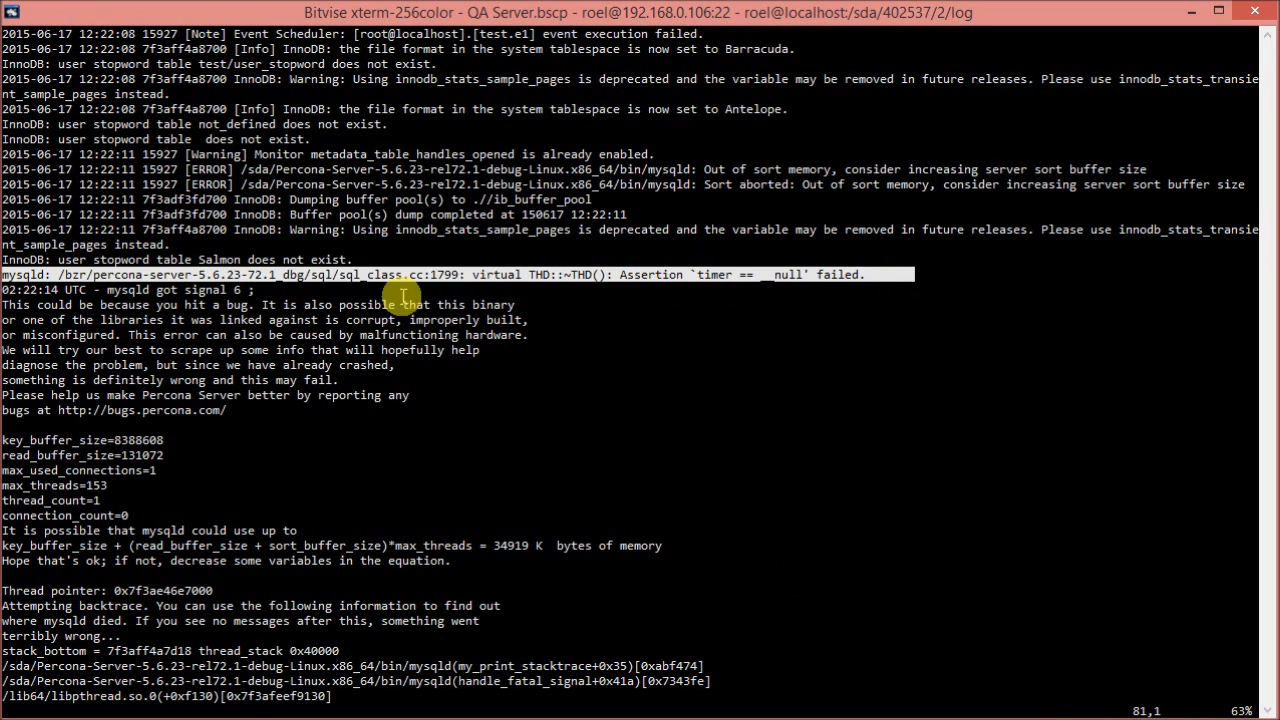 Bitvise xterm-256color - QA Server.bscp - roel@192.168.0.106:22 - roel@localhost:/sda/402537/2/log
2015-06-17 12:22:08 15927 [Note] Event Scheduler: [root@localhost].[test.e1] event execution failed.
2015-06-17 12:22:08 7f3aff4a8700 [Info] InnoDB: the file format in the system tablespace is now set to Barracuda.
InnoDB: user stopword table test/user_stopword does not exist.
2015-06-17 12:22:08 7f3aff4a8700 InnoDB: Warning: Using innodb_stats_sample_pages is deprecated and the variable may be removed in future releases. Please use innodb_stats_transie
nt_sample_pages instead.
2015-06-17 12:22:08 7f3aff4a8700 [Info] InnoDB: the file format in the system tablespace is now set to Antelope.
InnoDB: user stopword table not_defined does not exist.
InnoDB: user stopword table  does not exist.
2015-06-17 12:22:11 15927 [Warning] Monitor metadata_table_handles_opened is already enabled.
2015-06-17 12:22:11 15927 [ERROR] /sda/Percona-Server-5.6.23-rel72.1-debug-Linux.x86_64/bin/mysqld: Out of sort memory, consider increasing server sort buffer size
2015-06-17 12:22:11 15927 [ERROR] /sda/Percona-Server-5.6.23-rel72.1-debug-Linux.x86_64/bin/mysqld: Sort aborted: Out of sort memory, consider increasing server sort buffer size
2015-06-17 12:22:11 7f3adf3fd700 InnoDB: Dumping buffer pool(s) to .//ib_buffer_pool
2015-06-17 12:22:11 7f3adf3fd700 InnoDB: Buffer pool(s) dump completed at 150617 12:22:11
2015-06-17 12:22:11 7f3aff4a8700 InnoDB: Warning: Using innodb_stats_sample_pages is deprecated and the variable may be removed in future releases. Please use innodb_stats_transie
nt_sample_pages instead.
InnoDB: user stopword table Salmon does not exist.
mysqld: /bzr/percona-server-5.6.23-72.1_dbg/sql/sql_class.cc:1799: virtual THD::~THD(): Assertion `timer == __null' failed.
02:22:14 UTC - mysqld got signal 6 ;
This could be because you hit a bug. It is also possible that this binary
or one of the libraries it was linked against is corrupt, improperly built,
or misconfigured. This error can also be caused by malfunctioning hardware.
We will try our best to scrape up some info that will hopefully help
diagnose the problem, but since we have already crashed,
something is definitely wrong and this may fail.
Please help us make Percona Server better by reporting any
bugs at http://bugs.percona.com/
key_buffer_size=8388608
read_buffer_size=131072
max_used_connections=1
max_threads=153
thread_count=1
connection_count=0
It is possible that mysqld could use up to
key_buffer_size + (read_buffer_size + sort_buffer_size)*max_threads = 34919 K  bytes of memory
Hope that's ok; if not, decrease some variables in the equation.
Thread pointer: 0x7f3ae46e7000
Attempting backtrace. You can use the following information to find out
where mysqld died. If you see no messages after this, something went
terribly wrong...
stack_bottom = 7f3aff4a7d18 thread_stack 0x40000
/sda/Percona-Server-5.6.23-rel72.1-debug-Linux.x86_64/bin/mysqld(my_print_stacktrace+0x35)[0xabf474]
/sda/Percona-Server-5.6.23-rel72.1-debug-Linux.x86_64/bin/mysqld(handle_fatal_signal+0x41a)[0x7343fe]
/lib64/libpthread.so.0(+0xf130)[0x7f3afeef9130]
81,1 63%